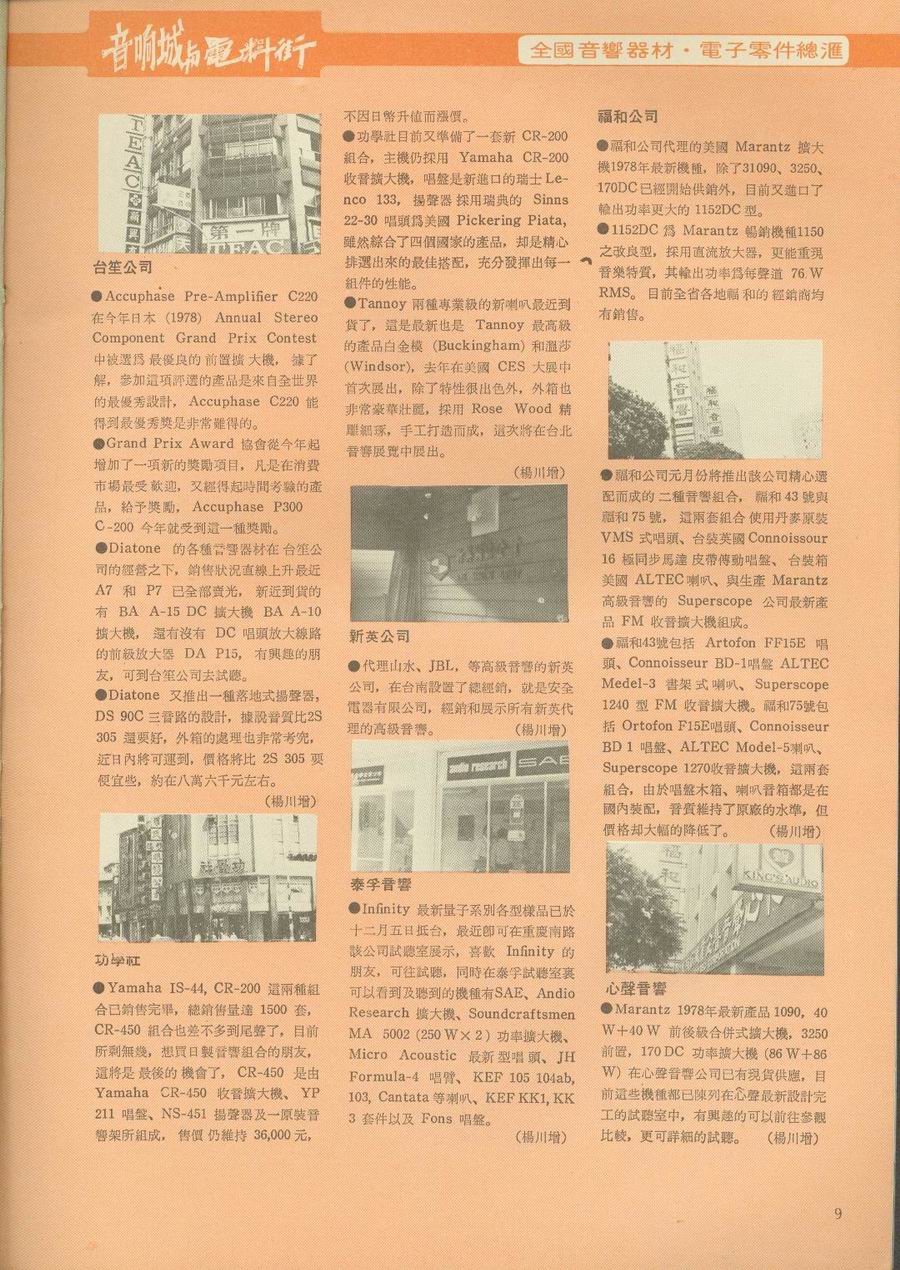 音响城与電料街
全國音響器材・電子零件總滙
TEAC
第一牌
TEAC
台笙公司
●Accuphase Pre-Amplifier C220
在今年日本 (1978) Annual Stereo
Component Grand Prix Contest
中被選爲最優良的前置擴大機，據了
解，參加這項評選的產品是來自全世界
的最優秀設計，Accuphase C220 能
得到最優秀獎是非常難得的。
●Grand Prix Award 協會從今年起
增加了一項新的獎勵項目，凡是在消費
市場最受歡迎，又經得起時間考驗的產
品，給予獎勵，Accuphase P300
C-200 今年就受到這一種獎勵。
●Diatone 的各種音響器材在台笙公
司的經營之下，銷售狀況直線上升最近
A7 和 P7 已全部賣光，新近到貨的
有 BA A-15 DC 擴大機 BA A-10
擴大機，還有沒有 DC 唱頭放大線路
的前級放大器 DA P15，有興趣的朋
友，可到台笙公司去試聽。
●Diatone 又推出一種落地式揚聲器，
DS 90C 三音路的設計，據說音質比2S
305 還要好，外箱的處理也非常考究，
近日內將可運到，價格將比 2S 305 要
便宜些，約在八萬六千元左右。
(楊川增)
功學社
●Yamaha IS-44, CR-200 這兩種組
合已銷售完畢，總銷售量達 1500 套，
CR-450 組合也差不多到尾聲了，目前
所剩無幾，想買日製音響組合的朋友，
這將是最後的機會了，CR-450 是由
Yamaha CR-450 收音擴大機、YP
211 唱盤、NS-451 揚聲器及一原裝音
響架所組成，售價仍維持 36,000 元，
不因日幣升值而漲價。
●功學社目前又準備了一套新 CR-200
組合，主機仍採用 Yamaha CR-200
收音擴大機，唱盤是新進口的瑞士 Le-
nco 133，揚聲器採用瑞典的 Sinns
22-30 唱頭爲美國 Pickering Piata,
雖然綜合了四個國家的產品，却是精心
排選出來的最佳搭配，充分發揮出每一
組件的性能。
●Tannoy 兩種專業級的新喇叭最近到
貨了，這是最新也是 Tannoy 最高級
的產品白金模 (Buckingham) 和溫莎
(Windsor)，去年在美國 CES 大展中
首次展出，除了特性很出色外，外箱也
非常豪華壯麗，採用 Rose Wood 精
雕細琢，手工打造而成，這次將在台北
音響展覽中展出。
(楊川增)
新英公司
●代理山水、JBL，等高級音響的新英
公司，在台南設置了總經銷，就是安全
電器有限公司，經銷和展示所有新英代
理的高級音響。 (楊川增)
audio research
SAE
泰孚音響
●Infinity 最新量子系別各型樣品已於
十二月五日抵台，最近卽可在重慶南路
該公司試聽室展示，喜歡 Infinity 的
朋友，可往試聽，同時在泰孚試聽室裏
可以看到及聽到的機種有SAE、Andio
Research 擴大機、Soundcraftsmen
MA 5002 (250 W×2) 功率擴大機、
Micro Acoustic 最新型唱頭、JH
Formula-4 唱臂、KEF 105 104ab,
103, Cantata 等喇叭、KEF KK1, KK
3 套件以及 Fons 唱盤。
(楊川增)
福和公司
●福和公司代理的美國 Marantz 擴大
機1978年最新機種，除了31090、3250、
170DC 已經開始供銷外，目前又進口了
輸出功率更大的 1152DC 型。
●1152DC 爲 Marantz 暢銷機種1150
之改良型，採用直流放大器，更能重現
音樂特質，其輸出功率爲每聲道 76 W
RMS。目前全省各地福和的經銷商均
有銷售。
福和音響
福和音響
●福和公司元月份將推出該公司精心選
配而成的二種音響組合，福和 43 號與
福和 75 號，這兩套組合使用丹麥原裝
VMS 式唱頭、台裝英國 Connoissour
16 極同步馬達皮帶傳動唱盤、台裝箱
美國 ALTEC 喇叭、與生產 Marantz
高級音響的 Superscope 公司最新產
品 FM 收音擴大機組成。
●福和43號包括 Artofon FF15E 唱
頭、Connoisseur BD-1唱盤 ALTEC
Medel-3 書架式喇叭、Superscope
1240 型 FM 收音擴大機。福和75號包
括 Ortofon F15E唱頭、Connoisseur
BD 1 唱盤、ALTEC Model-5喇叭、
Superscope 1270收音擴大機，這兩套
組合，由於唱盤木箱、喇叭音箱都是在
國內裝配，音質維持了原廠的水準，但
價格却大幅的降低了。 (楊川增)
福和
KING'S AUDIO
心聲音響
●Marantz 1978年最新產品 1090, 40
W+40 W 前後級合併式擴大機，3250
前置，170 DC 功率擴大機 (86 W+86
W) 在心聲音響公司已有現貨供應，目
前這些機種都已陳列在心聲最新設計完
工的試聽室中，有興趣的可以前往參觀
比較，更可詳細的試聽。 (楊川增)
9